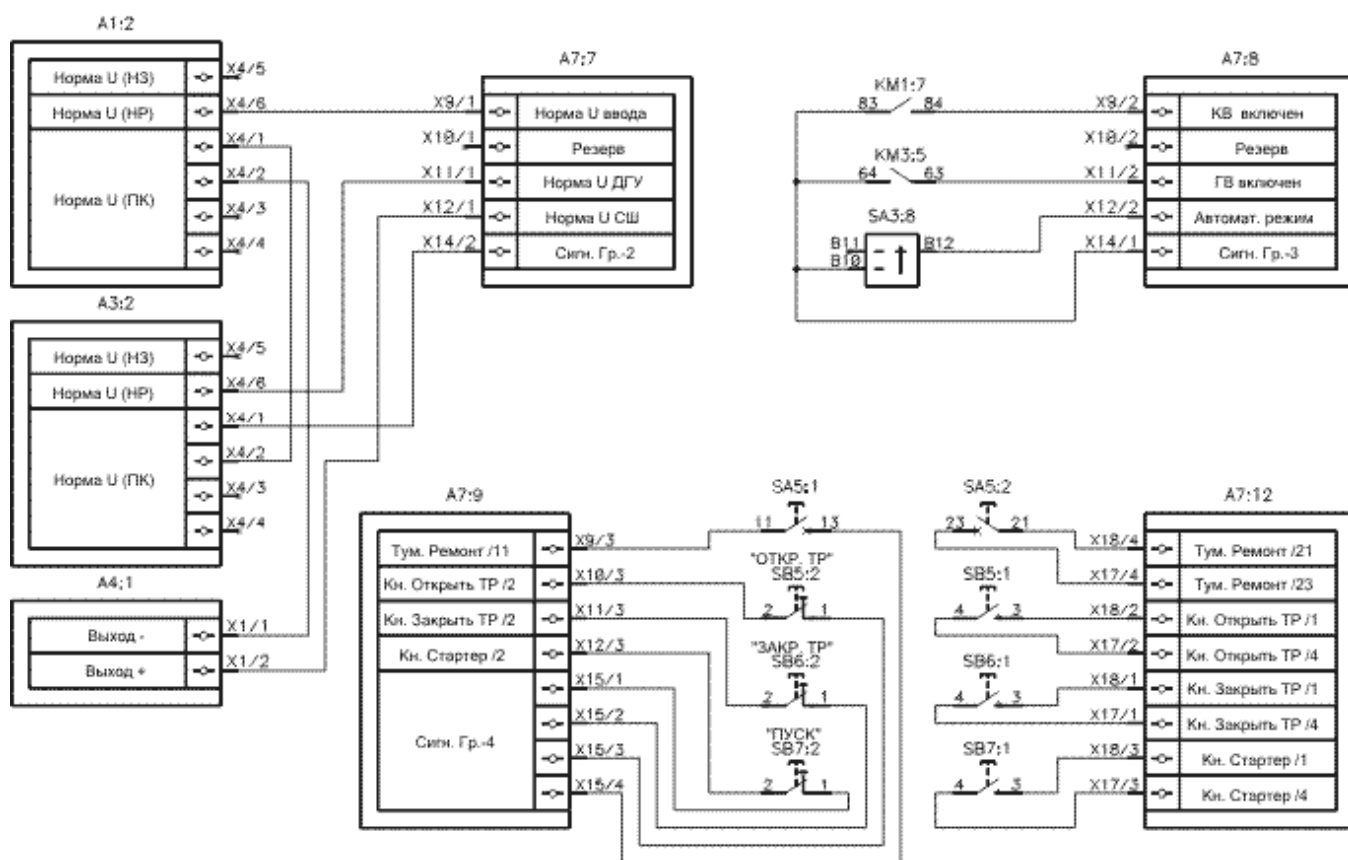 A1:2
Норма U (НЗ) X4/5
Норма U (НР) X4/6
Норма U (ПК)
X4/1
X4/2
X4/3
X4/4
A3:2
Норма U (НЗ) X4/5
Норма U (НР) X4/6
Норма U (ПК)
X4/1
X4/2
X4/3
X4/4
A4:1
Выход - X1/1
Выход + X1/2
A7:7
X9/1 Норма U ввода
X10/1 Резерв
X11/1 Норма U ДГУ
X12/1 Норма U СШ
X14/2 Сигн. Гр.-2
KM1:7
83 84
KM3:5
64 63
SA3:8
B11 B12
B10
A7:8
X9/2 КВ включен
X10/2 Резерв
X11/2 ГВ включен
X12/2 Автомат. режим
X14/1 Сигн. Гр.-3
A7:9
Тум. Ремонт /11 X9/3
Кн. Открыть ТР /2 X10/3
Кн. Закрыть ТР /2 X11/3
Кн. Стартер /2 X12/3
Сигн. Гр.-4
X15/1
X15/2
X15/3
X15/4
SA5:1
11 13
"ОТКР. ТР"
SB5:2
2 1
"ЗАКР. ТР"
SB6:2
2 1
"ПУСК"
SB7:2
2 1
SA5:2
23 21
SB5:1
4 3
SB6:1
4 3
SB7:1
4 3
A7:12
X18/4 Тум. Ремонт /21
X17/4 Тум. Ремонт /23
X18/2 Кн. Открыть ТР /1
X17/2 Кн. Открыть ТР /4
X18/1 Кн. Закрыть ТР /1
X17/1 Кн. Закрыть ТР /4
X18/3 Кн. Стартер /1
X17/3 Кн. Стартер /4